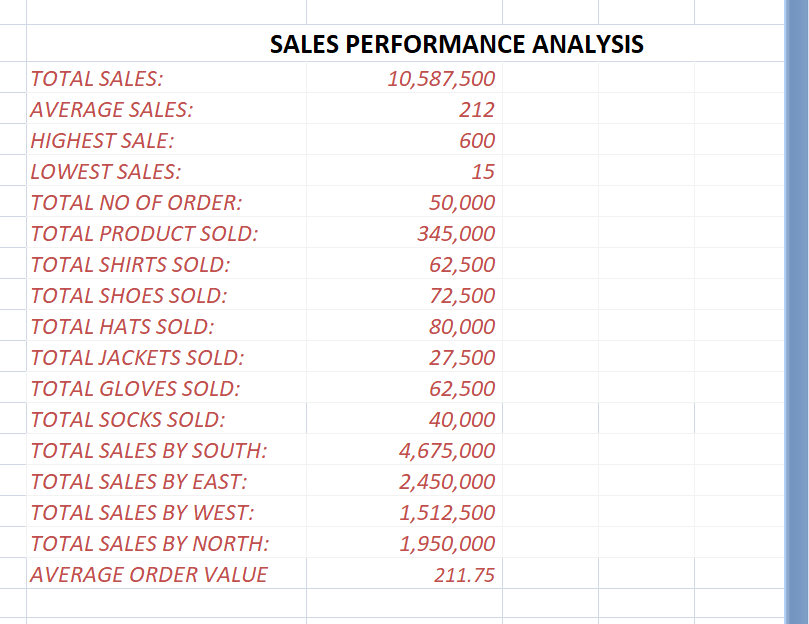 SALES PERFORMANCE ANALYSIS
TOTAL SALES: 10,587,500
AVERAGE SALES: 212
HIGHEST SALE: 600
LOWEST SALES: 15
TOTAL NO OF ORDER: 50,000
TOTAL PRODUCT SOLD: 345,000
TOTAL SHIRTS SOLD: 62,500
TOTAL SHOES SOLD: 72,500
TOTAL HATS SOLD: 80,000
TOTAL JACKETS SOLD: 27,500
TOTAL GLOVES SOLD: 62,500
TOTAL SOCKS SOLD: 40,000
TOTAL SALES BY SOUTH: 4,675,000
TOTAL SALES BY EAST: 2,450,000
TOTAL SALES BY WEST: 1,512,500
TOTAL SALES BY NORTH: 1,950,000
AVERAGE ORDER VALUE 211.75